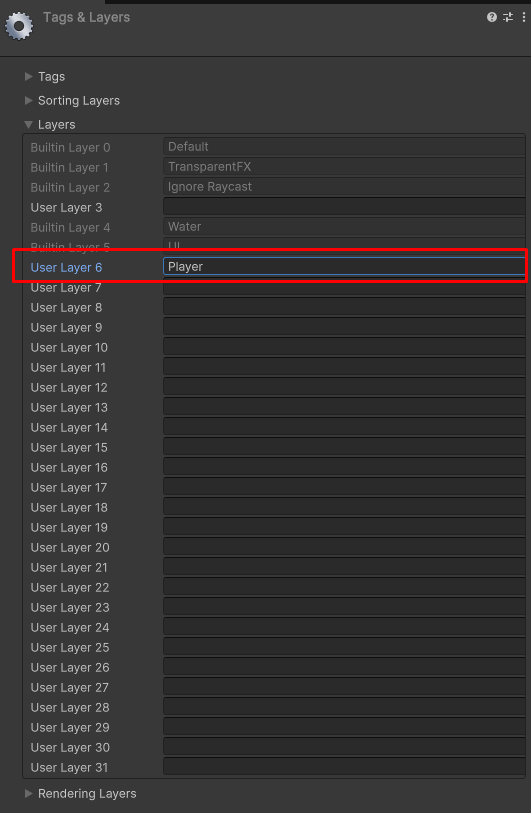 Tags & Layers
Tags
Sorting Layers
Layers
Builtin Layer 0 Default
Builtin Layer 1 TransparentFX
Builtin Layer 2 Ignore Raycast
User Layer 3
Builtin Layer 4 Water
Builtin Layer 5 UI
User Layer 6 Player
User Layer 7
User Layer 8
User Layer 9
User Layer 10
User Layer 11
User Layer 12
User Layer 13
User Layer 14
User Layer 15
User Layer 16
User Layer 17
User Layer 18
User Layer 19
User Layer 20
User Layer 21
User Layer 22
User Layer 23
User Layer 24
User Layer 25
User Layer 26
User Layer 27
User Layer 28
User Layer 29
User Layer 30
User Layer 31
Rendering Layers